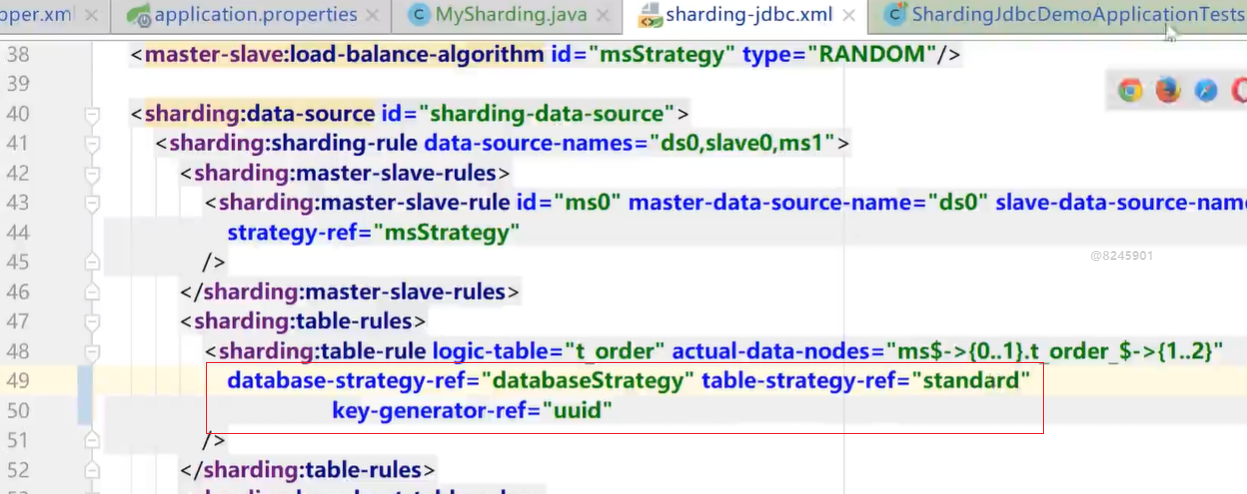 pper.xml application.properties MySharding.java sharding-jdbc.xml ShardingJdbcDemoApplicationTests
38 <master-slave:load-balance-algorithm id="msStrategy" type="RANDOM"/>
39
40 <sharding:data-source id="sharding-data-source">
41 <sharding:sharding-rule data-source-names="ds0,slave0,ms1">
42 <sharding:master-slave-rules>
43 <sharding:master-slave-rule id="ms0" master-data-source-name="ds0" slave-data-source-nam
44 strategy-ref="msStrategy"
45 />
@8245901
46 </sharding:master-slave-rules>
47 <sharding:table-rules>
48 <sharding:table-rule logic-table="t_order" actual-data-nodes="ms$->{0..1}.t_order_$->{1..2}"
49 database-strategy-ref="databaseStrategy" table-strategy-ref="standard"
50 key-generator-ref="uuid"
51 />
52 </sharding:table-rules>